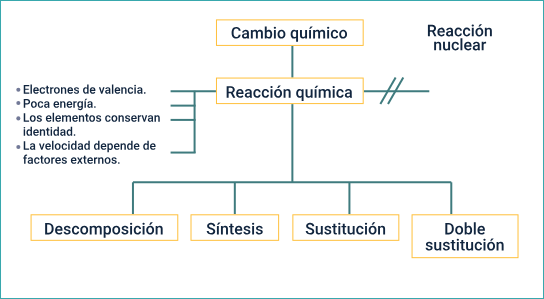 Cambio químico
Reacción
nuclear
Reacción química
• Electrones de valencia.
• Poca energía.
• Los elementos conservan
identidad.
• La velocidad depende de
factores externos.
Descomposición
Síntesis
Sustitución
Doble
sustitución